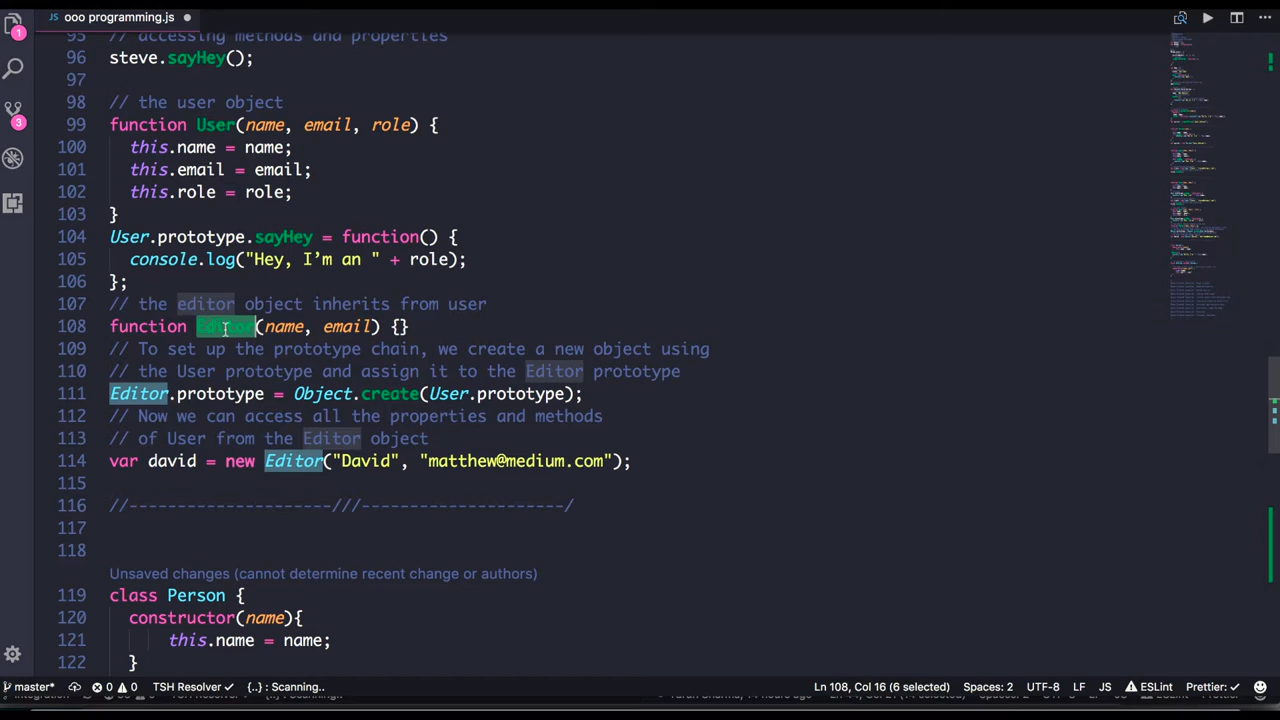 JS ooo programming.js
1
95 // accessing methods and properties
96 steve.sayHey();
97
98 // the user object
99 function User(name, email, role) {
100 this.name = name;
101 this.email = email;
102 this.role = role;
103 }
104 User.prototype.sayHey = function() {
105 console.log("Hey, I’m an " + role);
106 };
107 // the editor object inherits from user
108 function Editor(name, email) {}
109 // To set up the prototype chain, we create a new object using
110 // the User prototype and assign it to the Editor prototype
111 Editor.prototype = Object.create(User.prototype);
112 // Now we can access all the properties and methods
113 // of User from the Editor object
114 var david = new Editor("David", "matthew@medium.com");
115
116 //---------------------///---------------------/
117
118
Unsaved changes (cannot determine recent change or authors)
119 class Person {
120 constructor(name){
121 this.name = name;
122 }
3
master* 0 0 TSH Resolver ✓ {..} : Scanning.. Ln 108, Col 16 (6 selected) Spaces: 2 UTF-8 LF JS ESLint Prettier: ✓